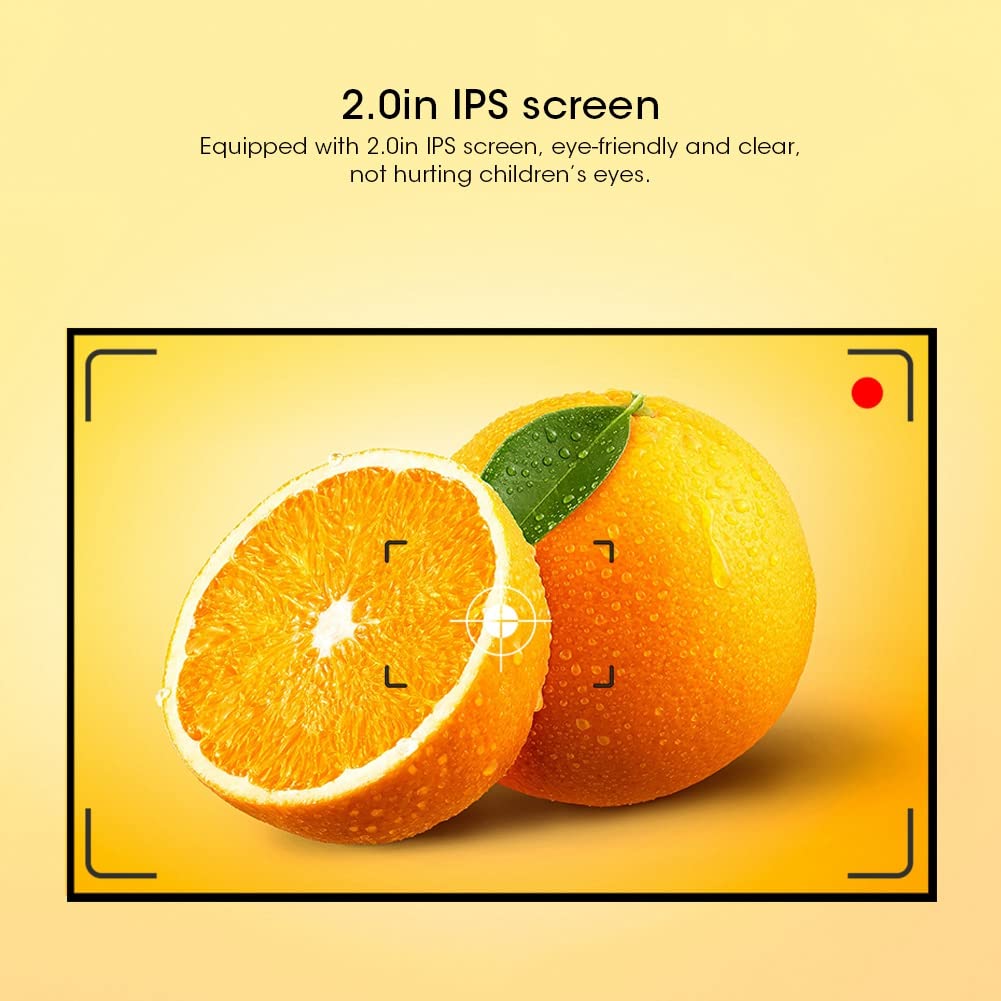 2.0in IPS screen
Equipped with 2.0in IPS screen, eye-friendly and clear,
not hurting children's eyes.